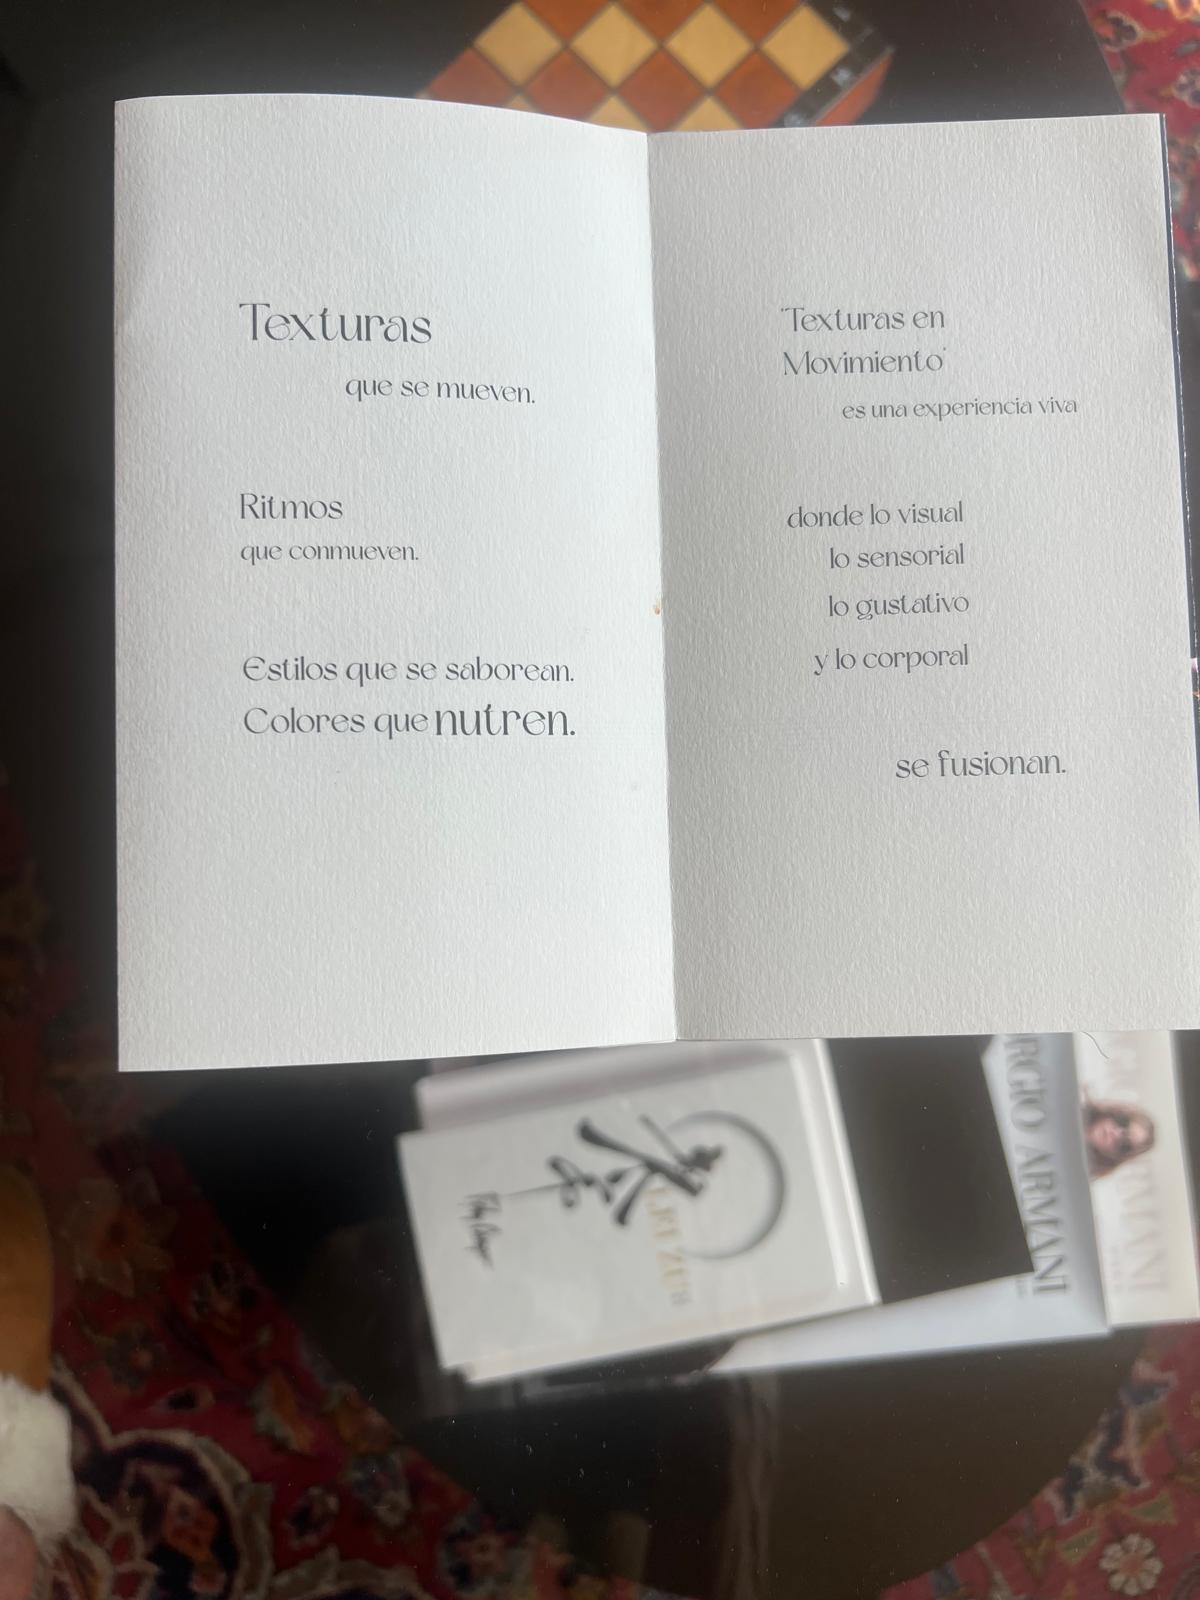 Texturas
que se mueven.
Ritmos
que conmueven.
Estilos que se saborean.
Colores que nutren.
'Texturas en
Movimiento'
es una experiencia viva
donde lo visual
lo sensorial
lo gustativo
y lo corporal
se fusionan.
ARMANI